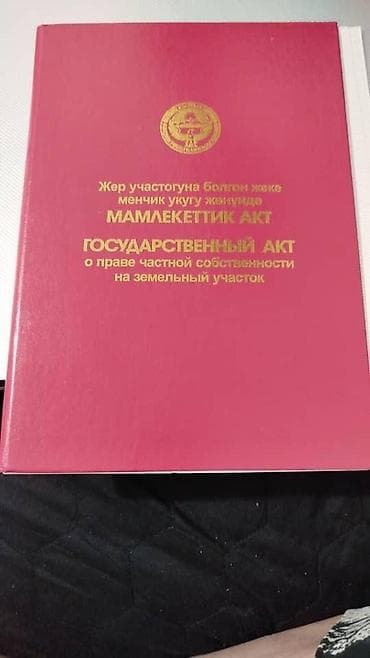 Жер участогуна болгон жеке
менчик укугу жөнүндө
МАМЛЕКЕТТИК АКТ
ГОСУДАРСТВЕННЫЙ АКТ
о праве частной собственности
на земельный участок